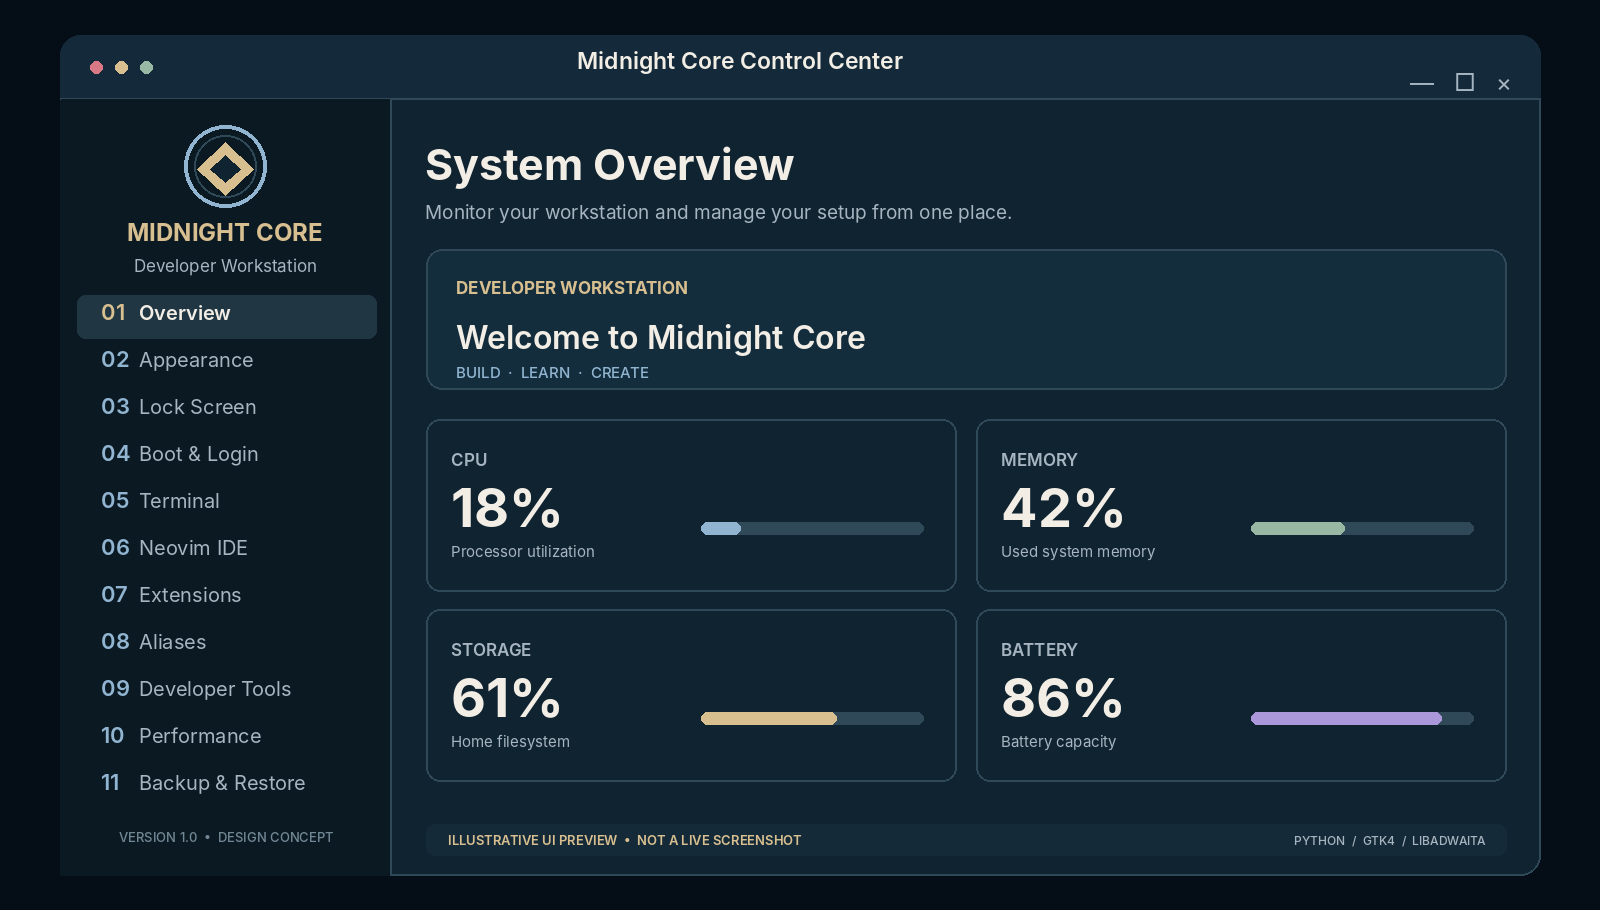 Midnight Core Control Center
MIDNIGHT CORE
Developer Workstation
01 Overview
02 Appearance
03 Lock Screen
04 Boot & Login
05 Terminal
06 Neovim IDE
07 Extensions
08 Aliases
09 Developer Tools
10 Performance
11 Backup & Restore
VERSION 1.0 • DESIGN CONCEPT
System Overview
Monitor your workstation and manage your setup from one place.
DEVELOPER WORKSTATION
Welcome to Midnight Core
BUILD · LEARN · CREATE
CPU
18%
Processor utilization
MEMORY
42%
Used system memory
STORAGE
61%
Home filesystem
BATTERY
86%
Battery capacity
ILLUSTRATIVE UI PREVIEW • NOT A LIVE SCREENSHOT
PYTHON / GTK4 / LIBADWAITA